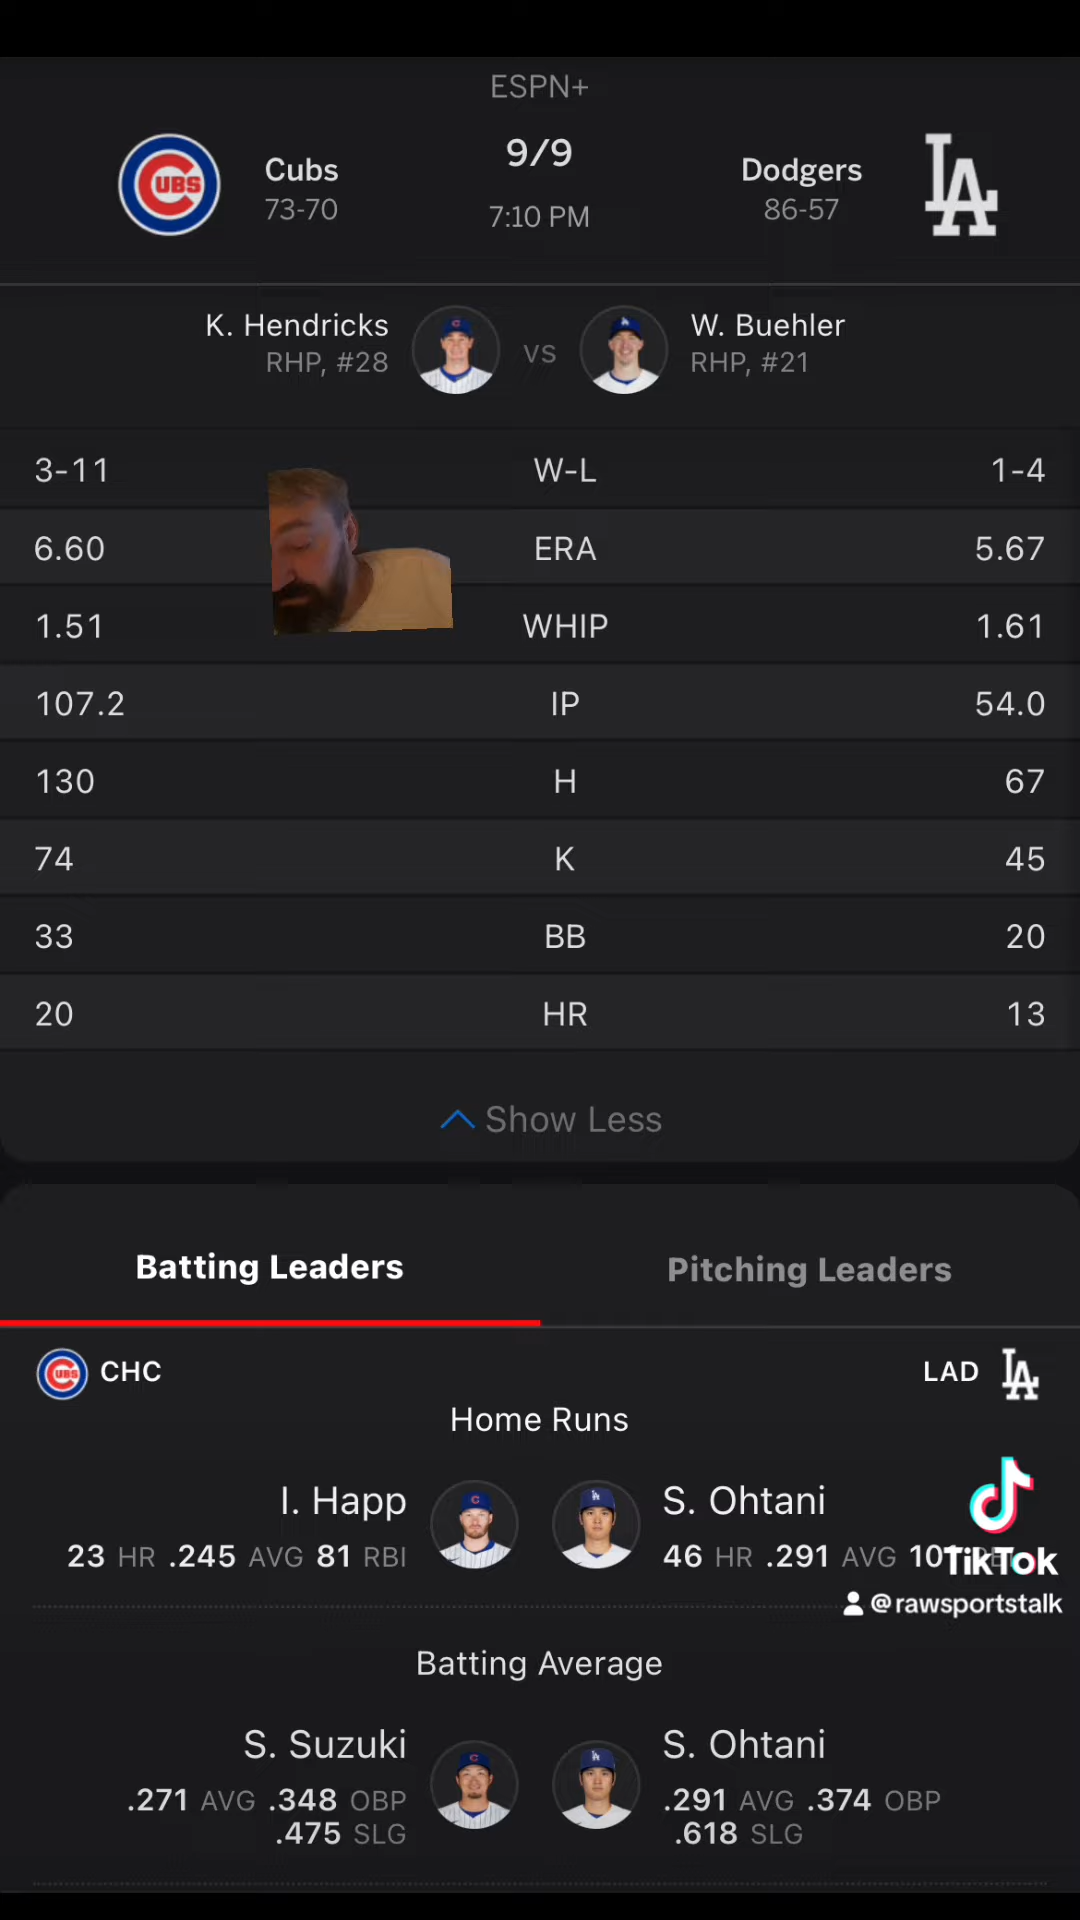 ESPN+
Cubs
73-70
9/9
7:10 PM
Dodgers
86-57
LA
CUBS
K. Hendricks
RHP, #28
VS
W. Buehler
RHP, #21
3-11 W-L 1-4
6.60 ERA 5.67
1.51 WHIP 1.61
107.2 IP 54.0
130 H 67
74 K 45
33 BB 20
20 HR 13
Show Less
Batting Leaders
Pitching Leaders
CUBS CHC
LAD LA
Home Runs
I. Happ
23 HR .245 AVG 81 RBI
S. Ohtani
46 HR .291 AVG
TikTok
@rawsportstalk
Batting Average
S. Suzuki
.271 AVG .348 OBP
.475 SLG
S. Ohtani
.291 AVG .374 OBP
.618 SLG